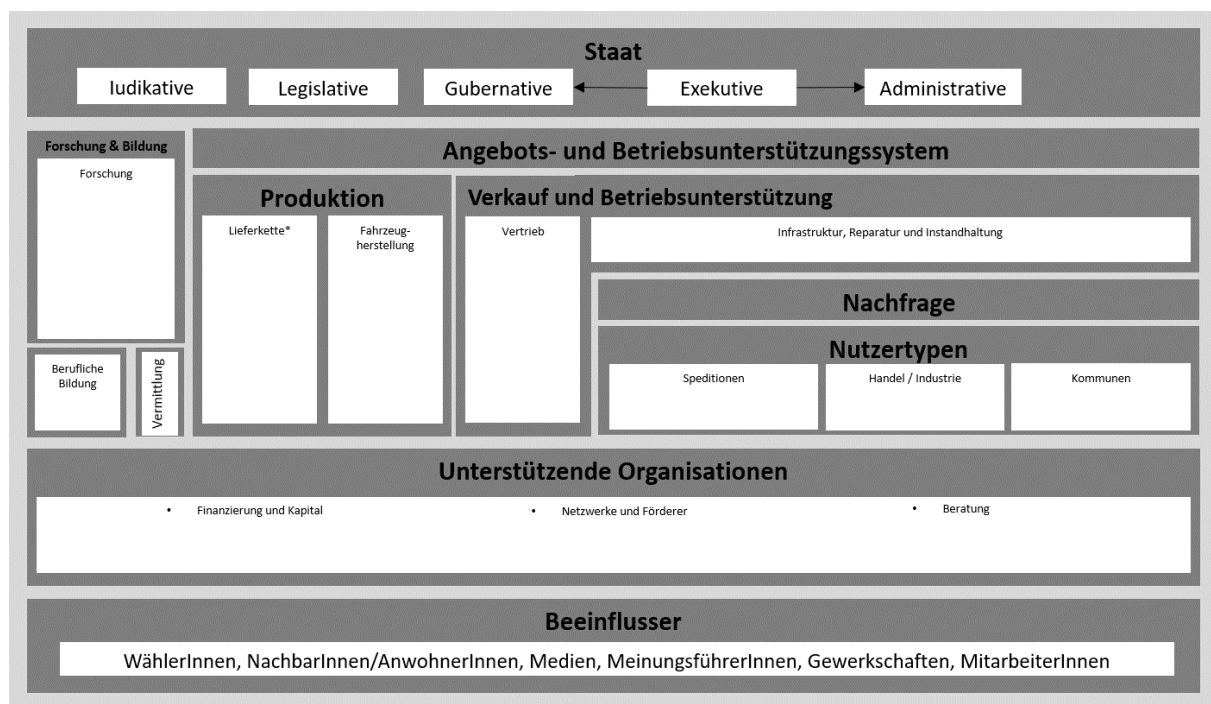 Staat
Iudikative
Legislative
Gubernative
Exekutive
Administrative
Forschung & Bildung
Forschung
Berufliche
Bildung
Vermittlung
Angebots- und Betriebsunterstützungssystem
Produktion
Lieferkette*
Fahrzeug-
herstellung
Verkauf und Betriebsunterstützung
Vertrieb
Infrastruktur, Reparatur und Instandhaltung
Nachfrage
Nutzertypen
Speditionen
Handel / Industrie
Kommunen
Unterstützende Organisationen
• Finanzierung und Kapital
• Netzwerke und Förderer
• Beratung
Beeinflusser
WählerInnen, NachbarInnen/AnwohnerInnen, Medien, MeinungsführerInnen, Gewerkschaften, MitarbeiterInnen